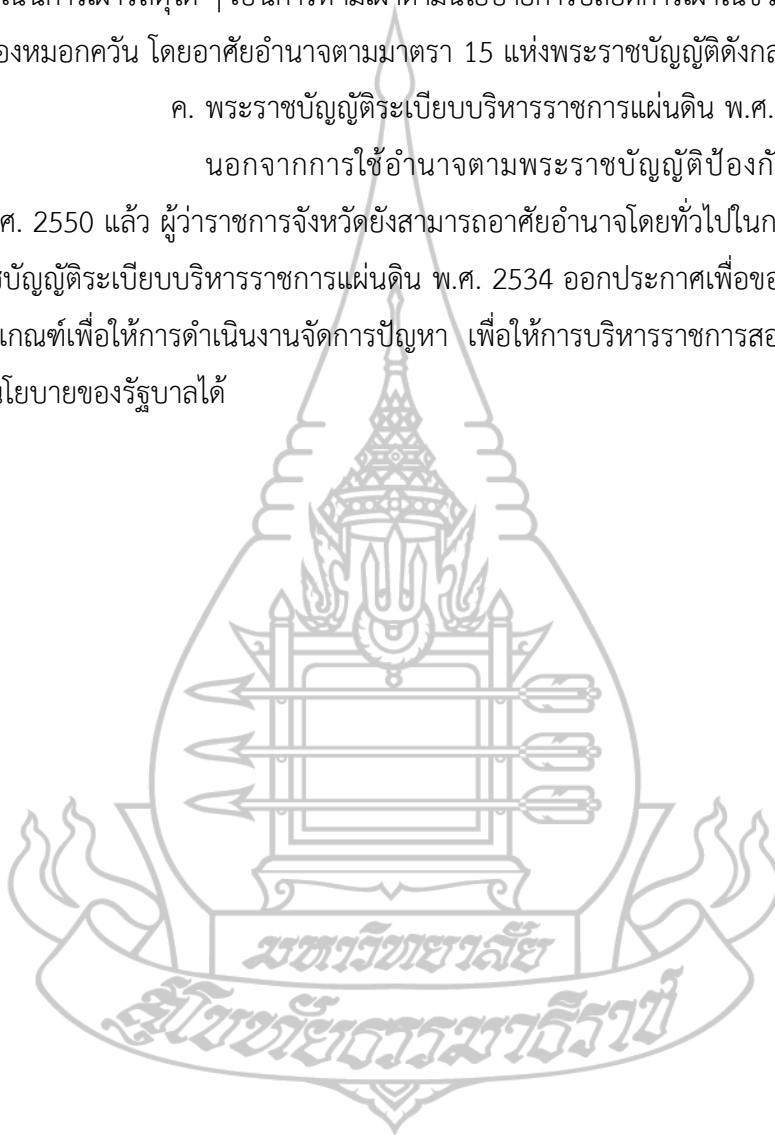 องหมอกควัน โดยอาศัยอำนาจตามมาตรา 15 แห่งพระราชบัญญัติดังกล
ค. พระราชบัญญัติระเบียบบริหารราชการแผ่นดิน พ.ศ.
นอกจากการใช้อำนาจตามพระราชบัญญัติป้องกั
ศ. 2550 แล้ว ผู้ว่าราชการจังหวัดยังสามารถอาศัยอำนาจโดยทั่วไปในก
บัญญัติระเบียบบริหารราชการแผ่นดิน พ.ศ. 2534 ออกประกาศเพื่อขอ
เกณฑ์เพื่อให้การดำเนินงานจัดการปัญหา เพื่อให้การบริหารราชการสอ
นโยบายของรัฐบาลได้
มหาวิทยาลัย
สุโขทัยธรรมาธิราช